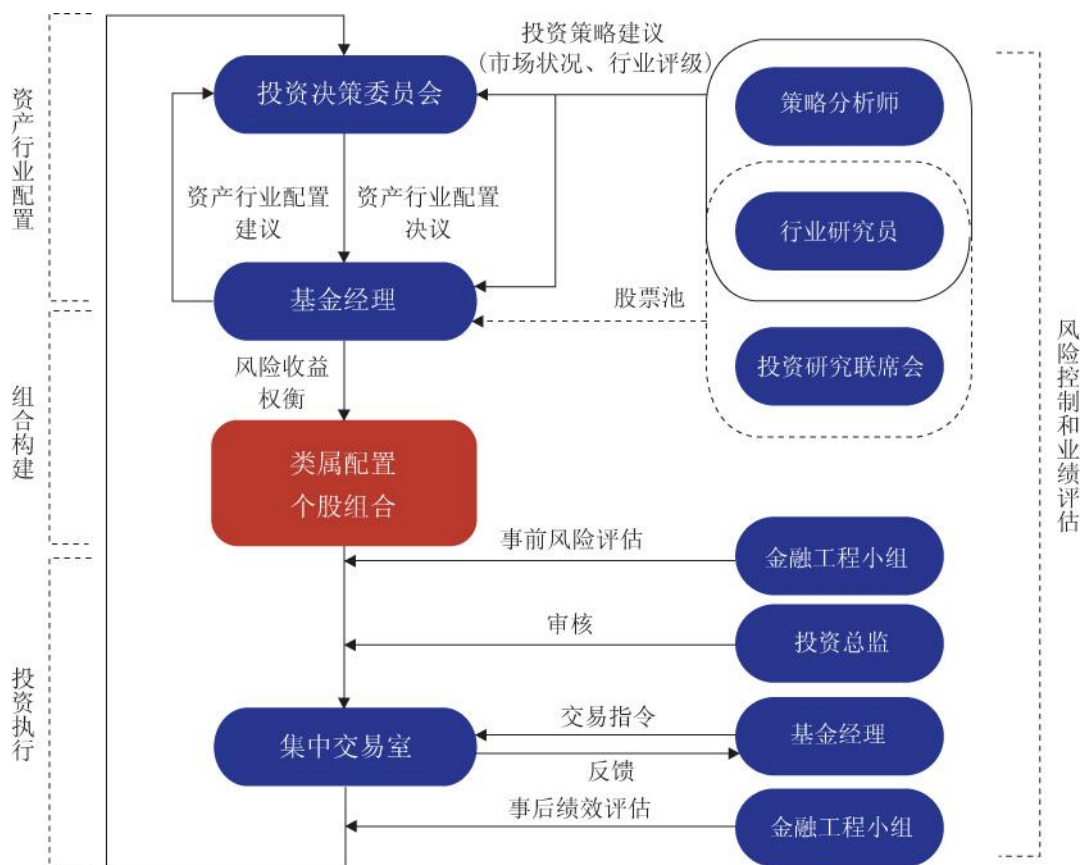 投资策略建议
(市场状况、行业评级)
投资决策委员会
策略分析师
资产行业配置
资产行业配置
建议
资产行业配置
决议
行业研究员
基金经理
股票池
投资研究联席会
风险收益
权衡
组合构建
类属配置
个股组合
风险控制和业绩评估
事前风险评估
金融工程小组
审核
投资总监
投资执行
集中交易室
交易指令
反馈
基金经理
事后绩效评估
金融工程小组